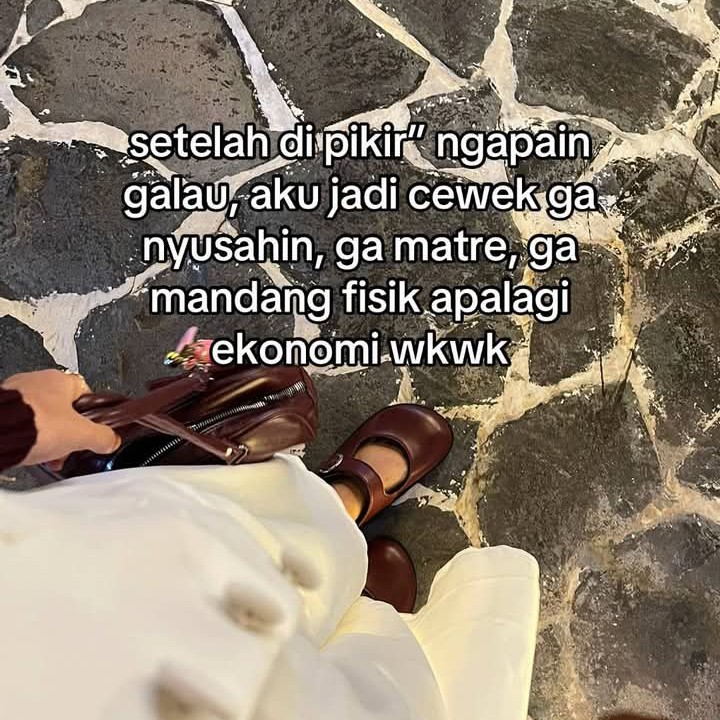 setelah di pikir" ngapain
galau, aku jadi cewek ga
nyusahin, ga matre, ga
mandang fisik apalagi
ekonomi wkwk